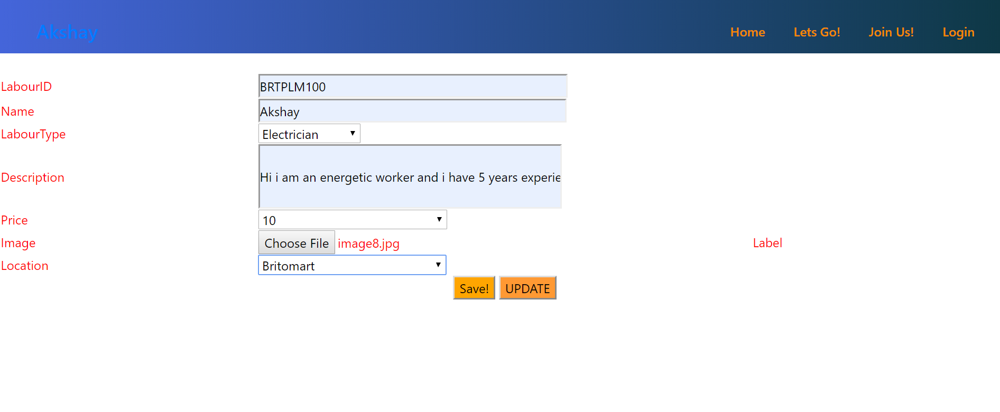 Akshay Home Lets Go! Join Us! Login
LabourID BRTPLM100
Name Akshay
LabourType Electrician
Description Hi i am an energetic worker and i have 5 years experie
Price 10
Image Choose File image8.jpg Label
Location Britomart
Save! UPDATE